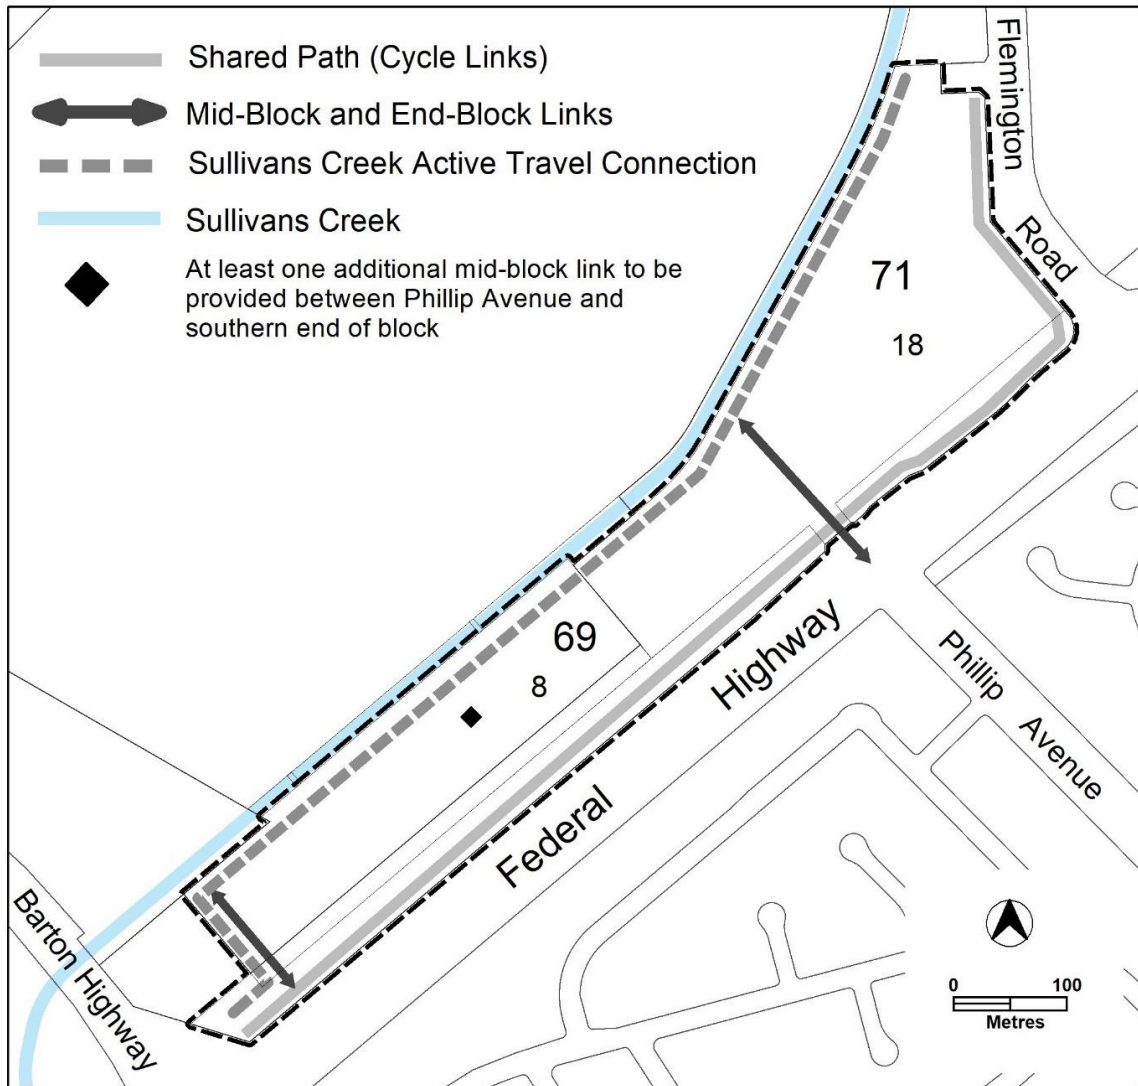 Shared Path (Cycle Links)
Mid-Block and End-Block Links
Sullivans Creek Active Travel Connection
Sullivans Creek
At least one additional mid-block link to be
provided between Phillip Avenue and
southern end of block
Flemington
Road
71
18
69
8
Highway
Federal
Phillip
Avenue
Barton Highway
0 100
Metres